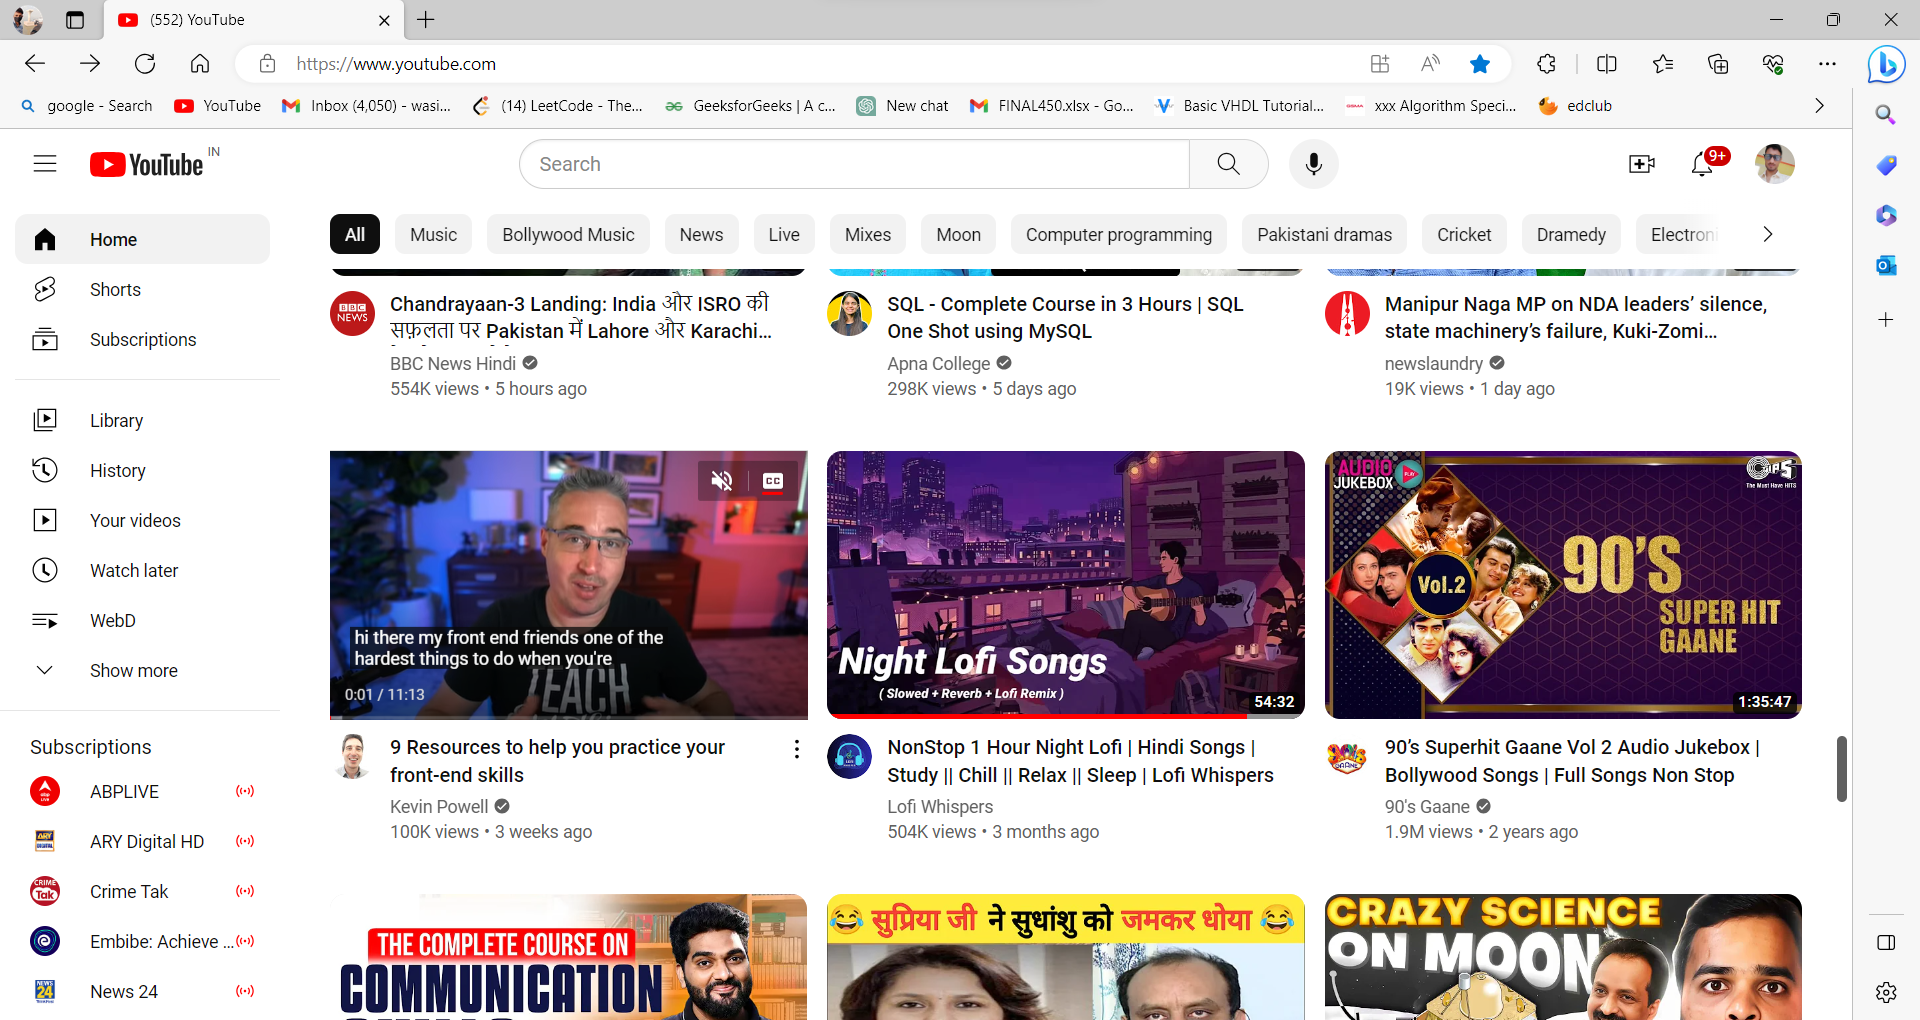 (552) YouTube
https://www.youtube.com
google - Search
YouTube
Inbox (4,050) - wasi...
(14) LeetCode - The...
GeeksforGeeks | A c...
New chat
FINAL450.xlsx - Go...
Basic VHDL Tutorial...
xxx Algorithm Speci...
edclub
YouTube IN
Search
9+
Home
Shorts
Subscriptions
Library
History
Your videos
Watch later
WebD
Show more
Subscriptions
ABPLIVE
ARY Digital HD
Crime Tak
Embibe: Achieve ...
News 24
All
Music
Bollywood Music
News
Live
Mixes
Moon
Computer programming
Pakistani dramas
Cricket
Dramedy
Electroni
BBC
NEWS
Chandrayaan-3 Landing: India और ISRO की
सफ़लता पर Pakistan में Lahore और Karachi...
BBC News Hindi
554K views • 5 hours ago
SQL - Complete Course in 3 Hours | SQL
One Shot using MySQL
Apna College
298K views • 5 days ago
Manipur Naga MP on NDA leaders’ silence,
state machinery’s failure, Kuki-Zomi...
newslaundry
19K views • 1 day ago
CC
hi there my front end friends one of the
hardest things to do when you're
TEACH
0:01 / 11:13
9 Resources to help you practice your
front-end skills
Kevin Powell
100K views • 3 weeks ago
Night Lofi Songs
( Slowed + Reverb + Lofi Remix )
54:32
NonStop 1 Hour Night Lofi | Hindi Songs |
Study || Chill || Relax || Sleep | Lofi Whispers
Lofi Whispers
504K views • 3 months ago
AUDIO
JUKEBOX
PLAY
TIPS
The Must Have HITS
Vol.2
90'S
SUPER HIT
GAANE
1:35:47
90’s Superhit Gaane Vol 2 Audio Jukebox |
Bollywood Songs | Full Songs Non Stop
90's Gaane
1.9M views • 2 years ago
THE COMPLETE COURSE ON
COMMUNICATION
सुप्रिया जी ने सुधांशु को जमकर धोया
CRAZY SCIENCE
ON MOON